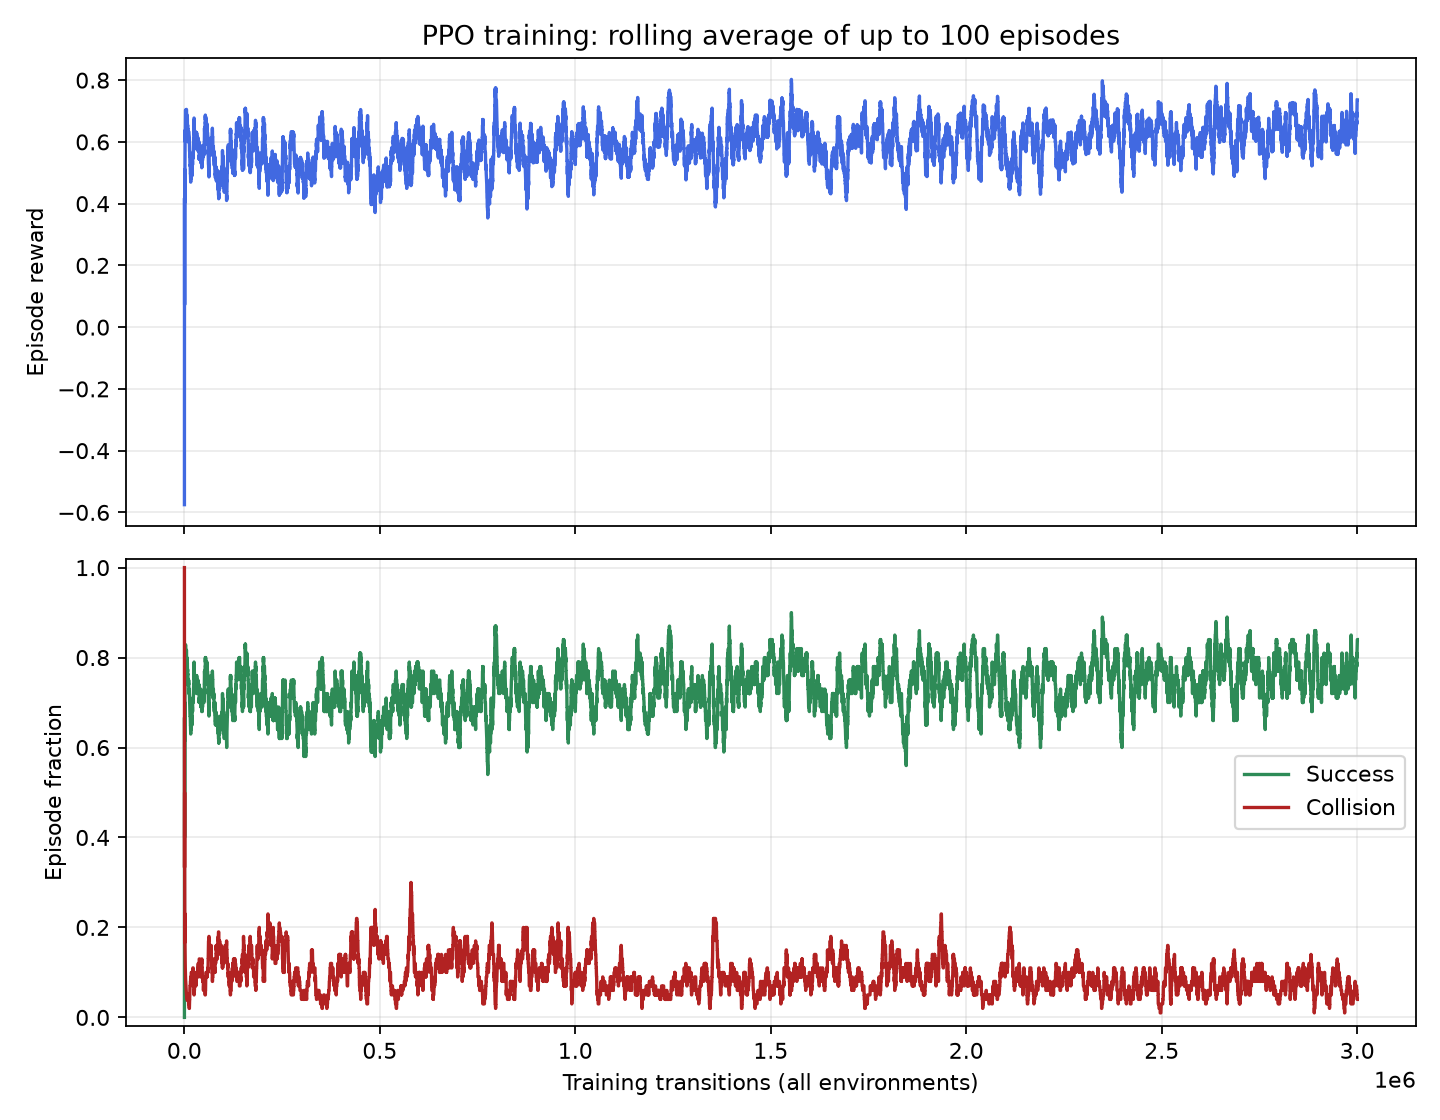 PPO training: rolling average of up to 100 episodes
0.8
0.6
0.4
0.2
0.0
−0.2
−0.4
−0.6
Episode reward
1.0
0.8
0.6
0.4
0.2
0.0
Episode fraction
Success
Collision
0.0 0.5 1.0 1.5 2.0 2.5 3.0
1e6
Training transitions (all environments)